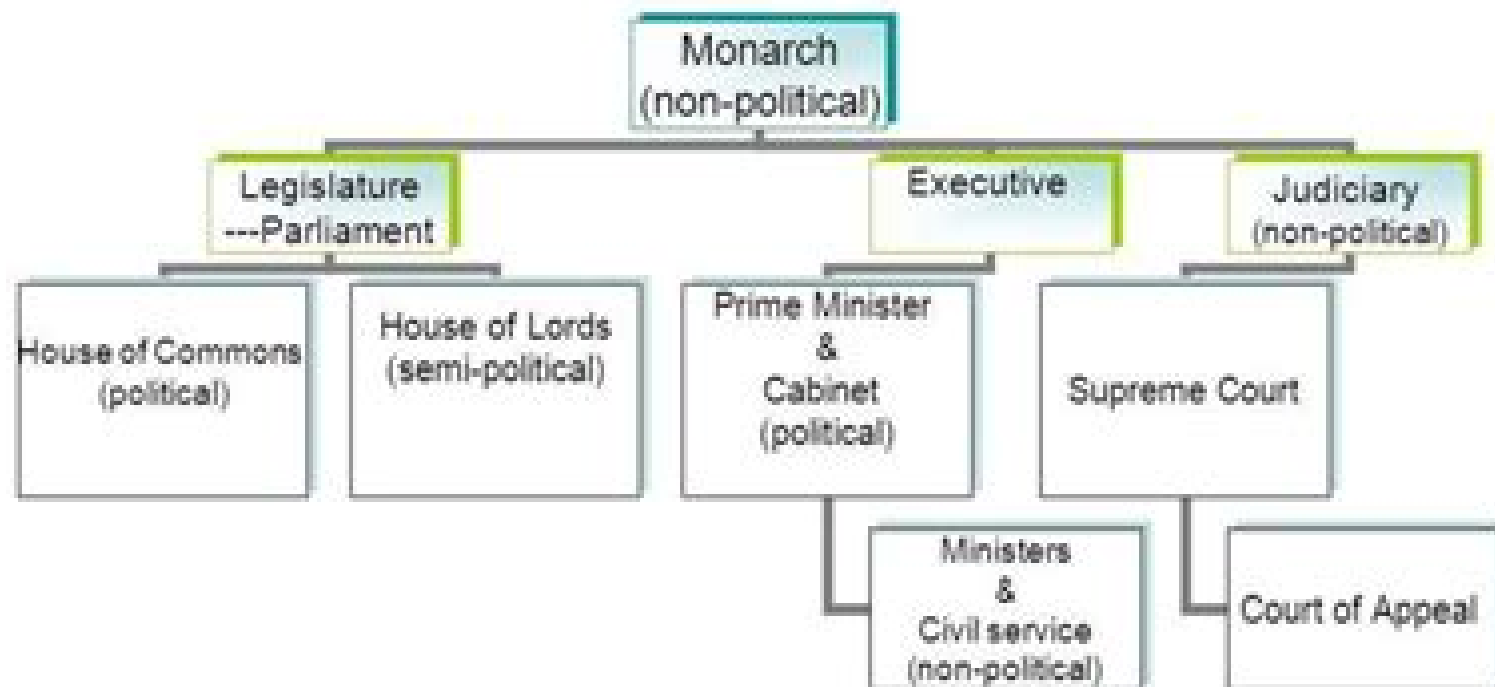 Monarch
(non-political)
Legislature
---Parliament
Executive
Judiciary
(non-political)
House of Commons
(political)
House of Lords
(semi-political)
Prime Minister
&
Cabinet
(political)
Supreme Court
Ministers
&
Civil service
(non-political)
Court of Appeal